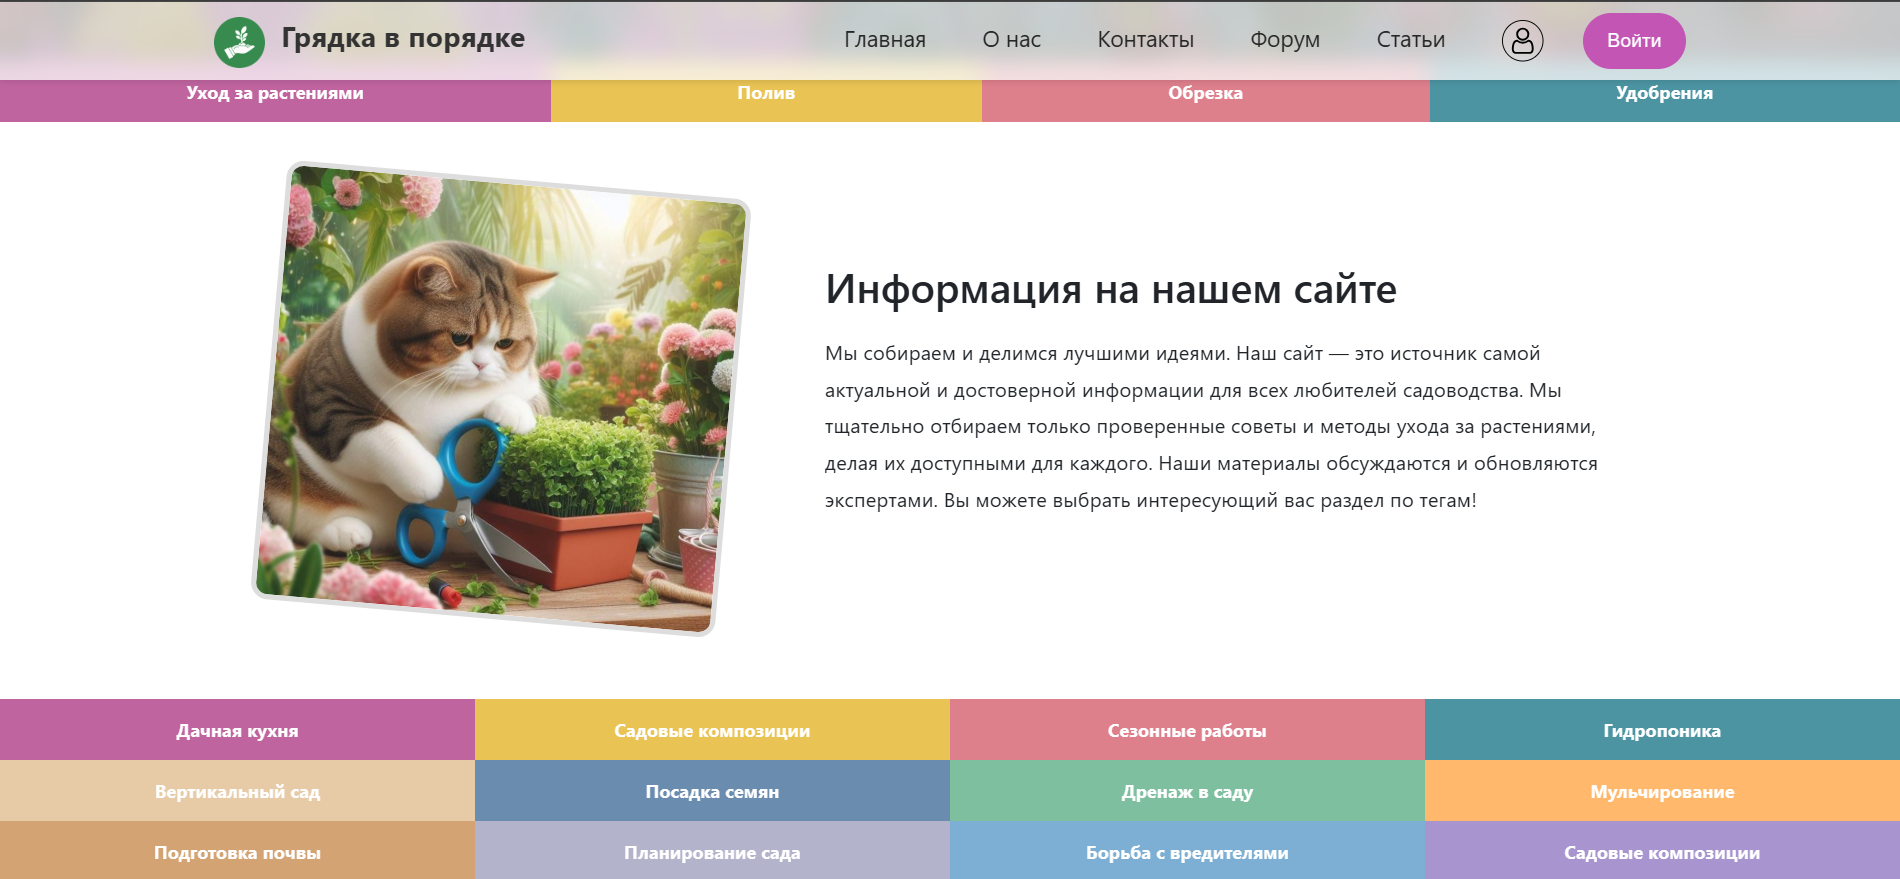 Грядка в порядке
Главная
О нас
Контакты
Форум
Статьи
Войти
Уход за растениями
Полив
Обрезка
Удобрения
Информация на нашем сайте
Мы собираем и делимся лучшими идеями. Наш сайт — это источник самой
актуальной и достоверной информации для всех любителей садоводства. Мы
тщательно отбираем только проверенные советы и методы ухода за растениями,
делая их доступными для каждого. Наши материалы обсуждаются и обновляются
экспертами. Вы можете выбрать интересующий вас раздел по тегам!
Дачная кухня
Садовые композиции
Сезонные работы
Гидропоника
Вертикальный сад
Посадка семян
Дренаж в саду
Мульчирование
Подготовка почвы
Планирование сада
Борьба с вредителями
Садовые композиции